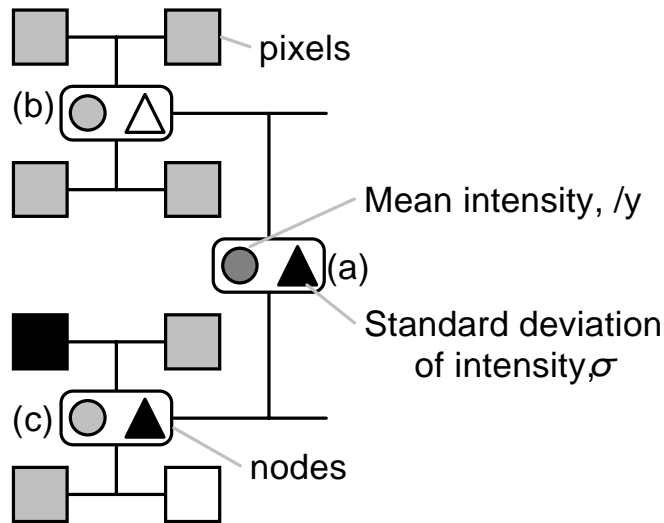 pixels
(b)
Mean intensity, /y
(a)
Standard deviation
of intensity,σ
(c)
nodes